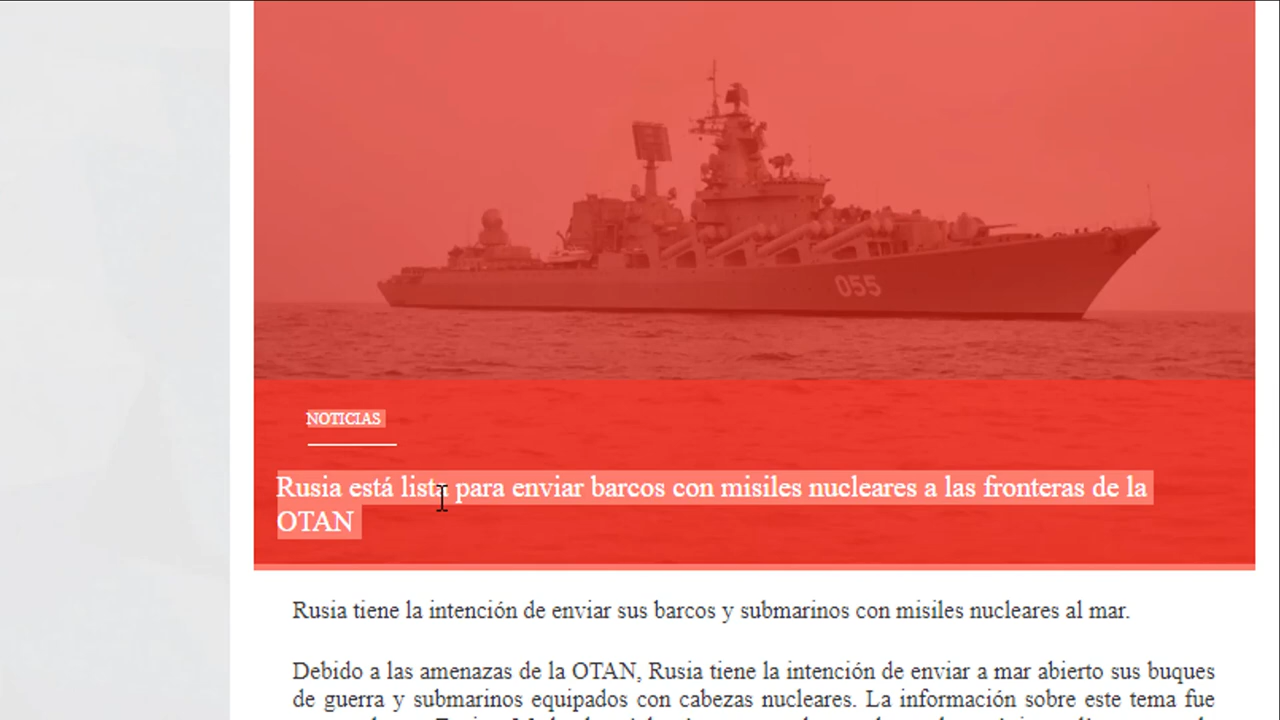 055
NOTICIAS
Rusia está lista para enviar barcos con misiles nucleares a las fronteras de la
OTAN
Rusia tiene la intención de enviar sus barcos y submarinos con misiles nucleares al mar.
Debido a las amenazas de la OTAN, Rusia tiene la intención de enviar a mar abierto sus buques
de guerra y submarinos equipados con cabezas nucleares. La información sobre este tema fue